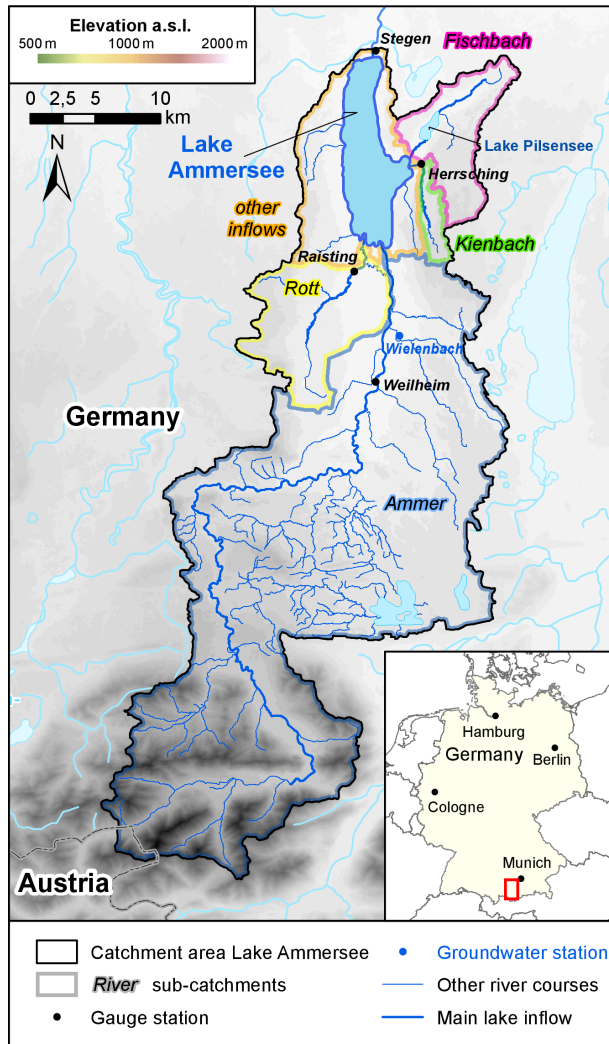 Elevation a.s.l.
500 m 1000 m 2000 m
0 2,5 5 10
km
N
Stegen
Fischbach
Lake
Ammersee
Lake Pilsensee
Herrsching
other
inflows
Kienbach
Raisting
Rott
Wielenbach
Weilheim
Germany
Ammer
Austria
Hamburg
Germany
Berlin
Cologne
Munich
Catchment area Lake Ammersee
River sub-catchments
Gauge station
Groundwater station
Other river courses
Main lake inflow